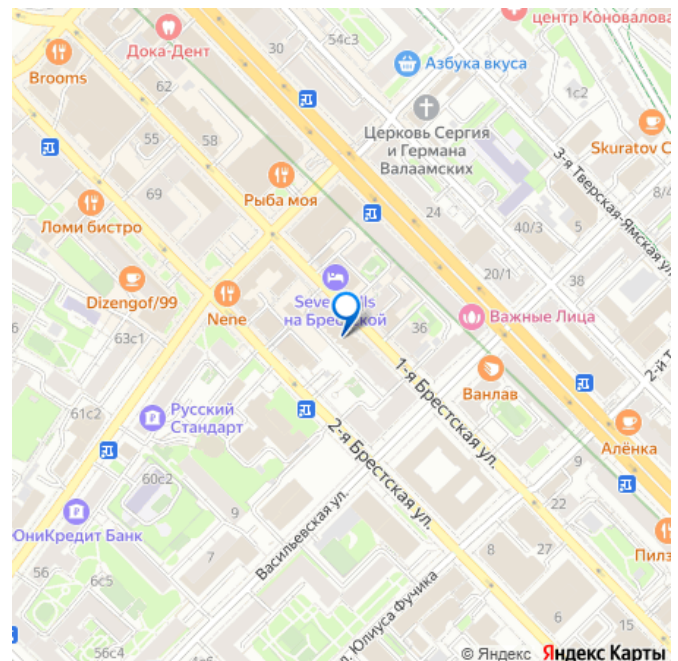 центр Коновалова
Дока-Дент
30
54с3
Brooms
Азбука вкуса
62
1с2
Церковь Сергия
и Германа
Валаамских
Skuratov C
55
58
3-я Тверская-Ямская ул.
69
Рыба моя
8/4
24
40/3
5
Ломи бистро
20/1
38
Dizengof/99
Nene
на Брестской
36
Важные Лица
63с1
1-я Брестская ул.
2-й Т
Ванлав
61с2
Русский
Стандарт
2-я Брестская ул.
Алёнка
60с2
9
9
22
ЮниКредит Банк
Васильевская ул.
7
8
27
Пилз
56
6с5
л. Юлиуса Фучика
6
15
56с4
© Яндекс Яндекс Карты